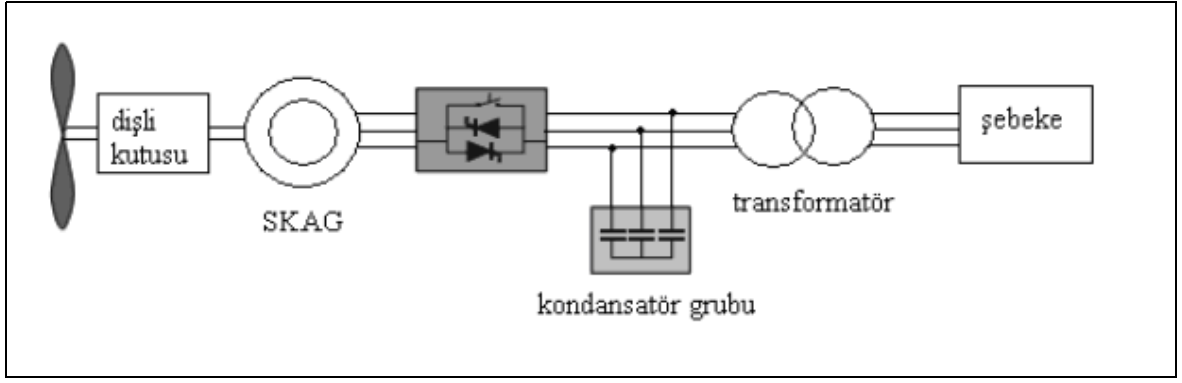 dişli
kutusu
SKAG
kondansatör grubu
transformatör
şebeke